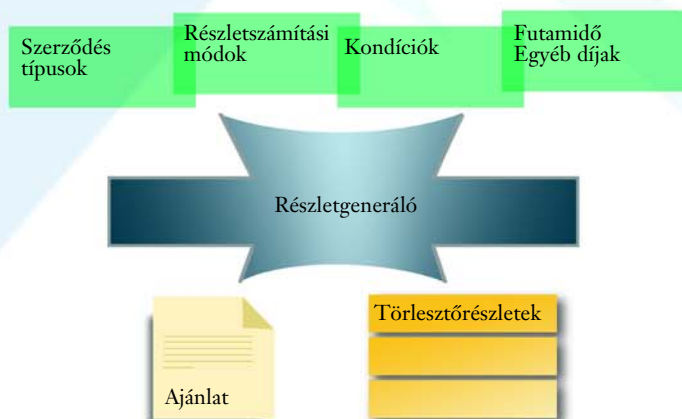 Szerződés
típusok
Részletszámítási
módok
Kondíciók
Futamidő
Egyéb díjak
Részletgeneráló
Ajánlat
Törlesztőrészletek